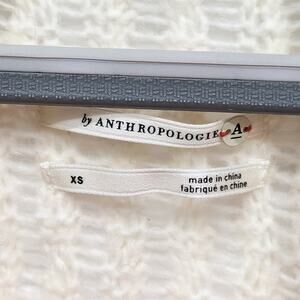 by ANTHROPOLOGIE A
XS
made in china
fabriqué en chine